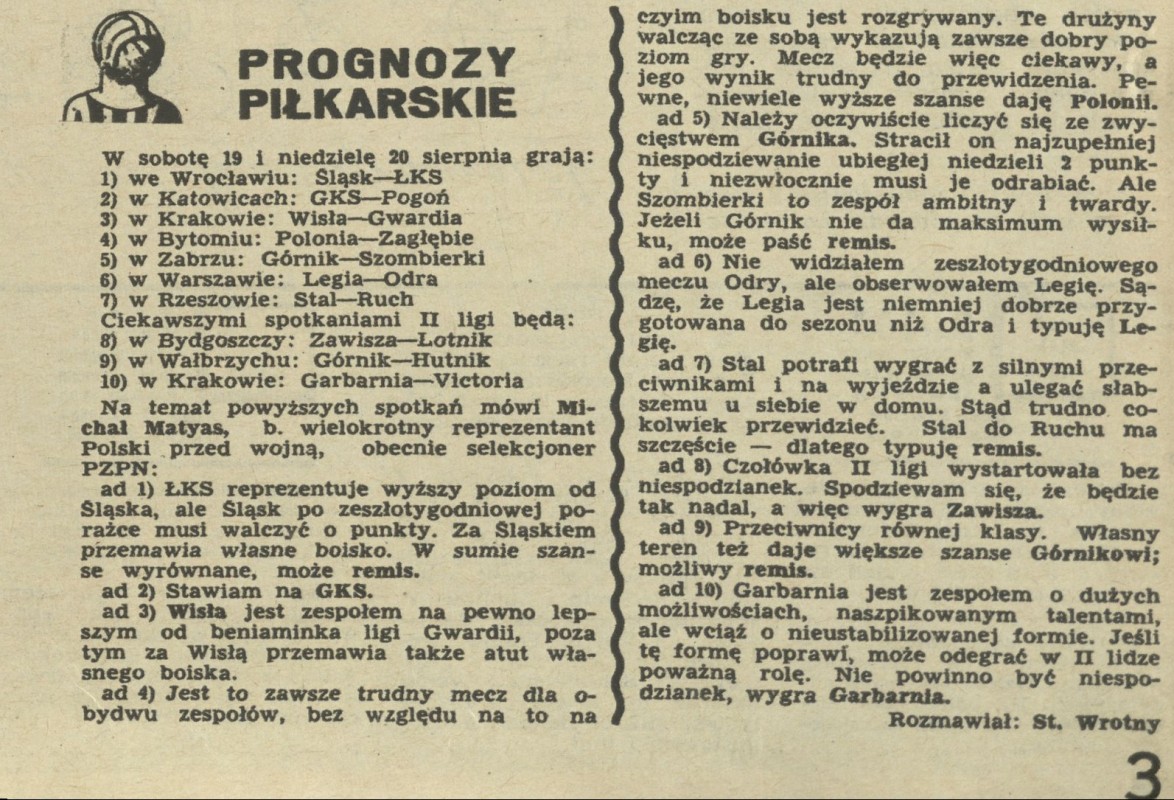 PROGNOZY
PIŁKARSKIE
W sobotę 19 i niedzielę 20 sierpnia grają:
1) we Wrocławiu: Śląsk—ŁKS
2) w Katowicach: GKS—Pogoń
3) w Krakowie: Wisła—Gwardia
4) w Bytomiu: Polonia—Zagłębie
5) w Zabrzu: Górnik—Szombierki
6) w Warszawie: Legia—Odra
7) w Rzeszowie: Stal—Ruch
Ciekawszymi spotkaniami II ligi będą:
8) w Bydgoszczy: Zawisza—Lotnik
9) w Wałbrzychu: Górnik—Hutnik
10) w Krakowie: Garbarnia—Victoria
Na temat powyższych spotkań mówi Mi-
chał Matyas, b. wielokrotny reprezentant
Polski przed wojną, obecnie selekcjoner
PZPN:
ad 1) ŁKS reprezentuje wyższy poziom od
Śląska, ale Śląsk po zeszłotygodniowej po-
rażce musi walczyć o punkty. Za Śląskiem
przemawia własne boisko. W sumie szan-
se wyrównane, może remis.
ad 2) Stawiam na GKS.
ad 3) Wisła jest zespołem na pewno lep-
szym od beniaminka ligi Gwardii, poza
tym za Wisłą przemawia także atut wła-
snego boiska.
ad 4) Jest to zawsze trudny mecz dla o-
bydwu zespołów, bez względu na to na
czyim boisku jest rozgrywany. Te drużyny
walcząc ze sobą wykazują zawsze dobry po-
ziom gry. Mecz będzie więc ciekawy, a
jego wynik trudny do przewidzenia. Pe-
wne, niewiele wyższe szanse daję Polonii.
ad 5) Należy oczywiście liczyć się ze zwy-
cięstwem Górnika. Stracił on najzupełniej
niespodziewanie ubiegłej niedzieli 2 punk-
ty i niezwłocznie musi je odrabiać. Ale
Szombierki to zespół ambitny i twardy.
Jeżeli Górnik nie da maksimum wysił-
ku, może paść remis.
ad 6) Nie widziałem zeszłotygodniowego
meczu Odry, ale obserwowałem Legię. Są-
dzę, że Legia jest niemniej dobrze przy-
gotowana do sezonu niż Odra i typuję Le-
gię.
ad 7) Stal potrafi wygrać z silnymi prze-
ciwnikami i na wyjeździe a ulegać słab-
szemu u siebie w domu. Stąd trudno co-
kolwiek przewidzieć. Stal do Ruchu ma
szczęście — dlatego typuję remis.
ad 8) Czołówka II ligi wystartowała bez
niespodzianek. Spodziewam się, że będzie
tak nadal, a więc wygra Zawisza.
ad 9) Przeciwnicy równej klasy. Własny
teren też daje większe szanse Górnikowi;
możliwy remis.
ad 10) Garbarnia jest zespołem o dużych
możliwościach, naszpikowanym talentami,
ale wciąż o nieustabilizowanej formie. Jeśli
tę formę poprawi, może odegrać w II lidze
poważną rolę. Nie powinno być niespo-
dzianek, wygra Garbarnia.
Rozmawiał: St. Wrotny
3